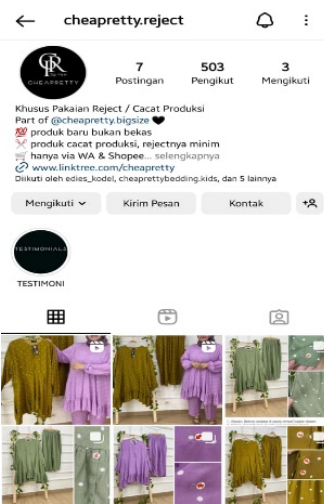 cheapretty.reject
CR
CHEAPRETTY
7
503
3
Postingan
Pengikut
Mengikuti
Khusus Pakaian Reject / Cacat Produksi
Part of @cheapretty.bigsize 🖤
💯 produk baru bukan bekas
✂️ produk cacat produksi, rejectnya minim
🛒 hanya via WA & Shopee... selengkapnya
www.linktree.com/cheapretty
Diikuti oleh edies_kodel, cheaprettybedding.kids, dan 5 lainnya
Mengikuti
Kirim Pesan
Kontak
TESTIMONIALS
TESTIMONI